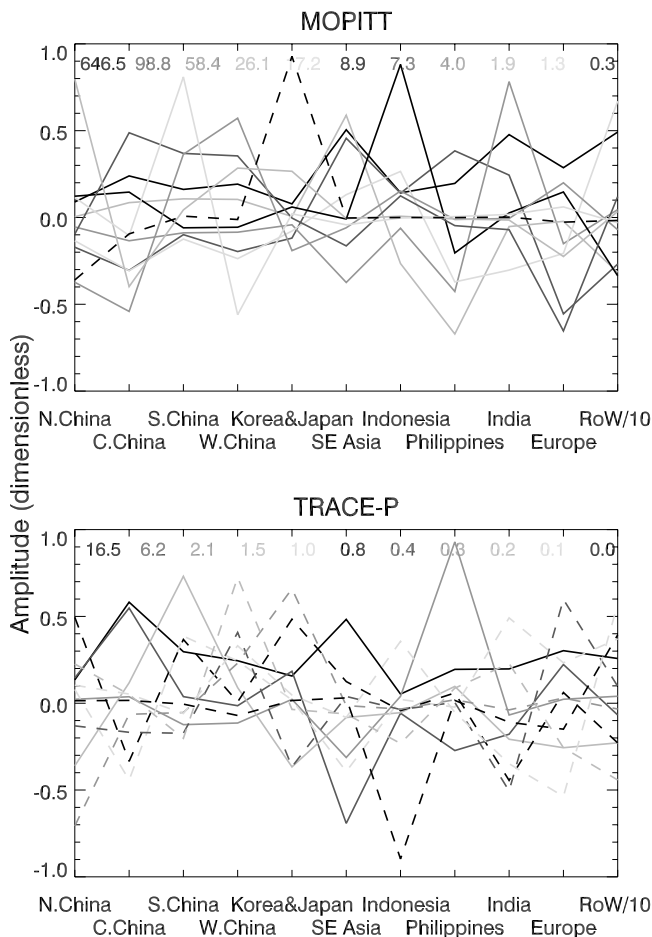 MOPITT
1.0
646.5 98.8 58.4 26.1 17.2 8.9 7.3 4.0 1.9 1.3 0.3
0.5
0.0
-0.5
-1.0
N.China S.China Korea&Japan Indonesia India RoW/10
C.China W.China SE Asia Philippines Europe
Amplitude (dimensionless)
TRACE-P
1.0
16.5 6.2 2.1 1.5 1.0 0.8 0.4 0.3 0.2 0.1 0.0
0.5
0.0
-0.5
-1.0
N.China S.China Korea&Japan Indonesia India RoW/10
C.China W.China SE Asia Philippines Europe